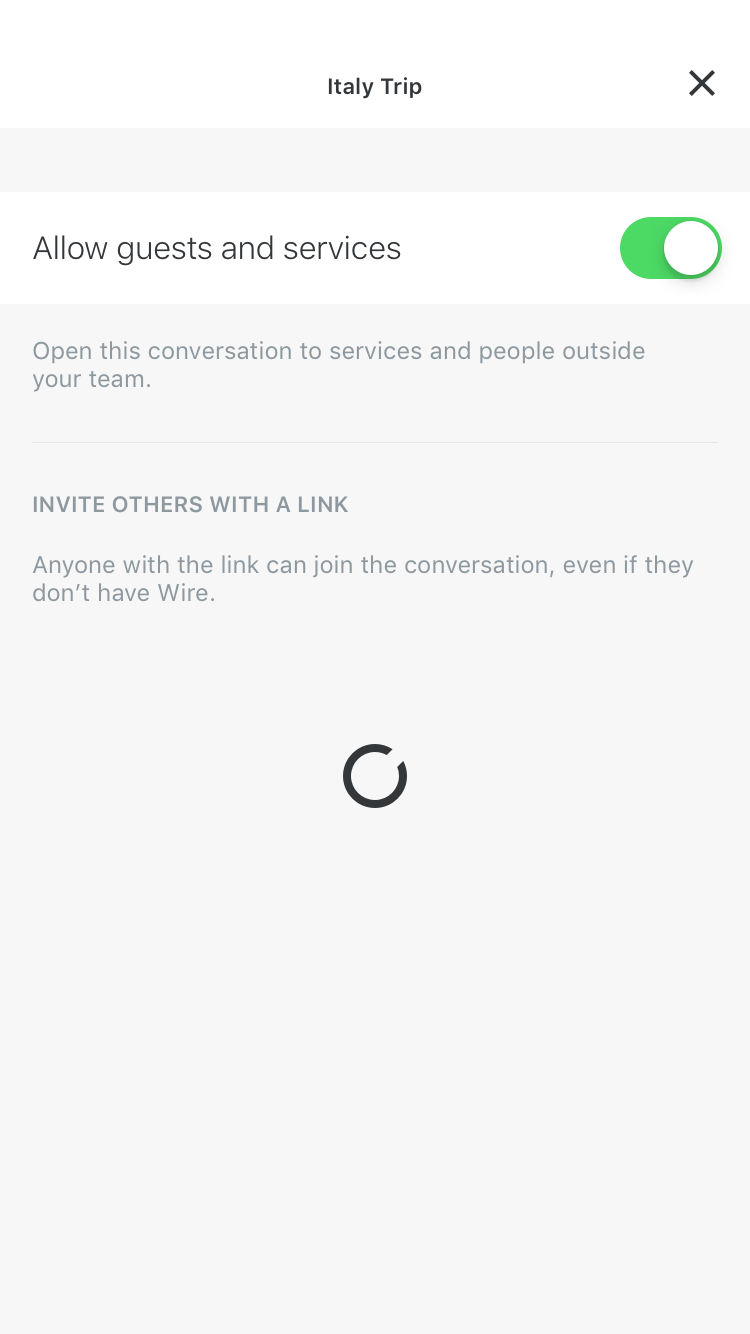 Italy Trip
Allow guests and services
Open this conversation to services and people outside
your team.
INVITE OTHERS WITH A LINK
Anyone with the link can join the conversation, even if they
don’t have Wire.